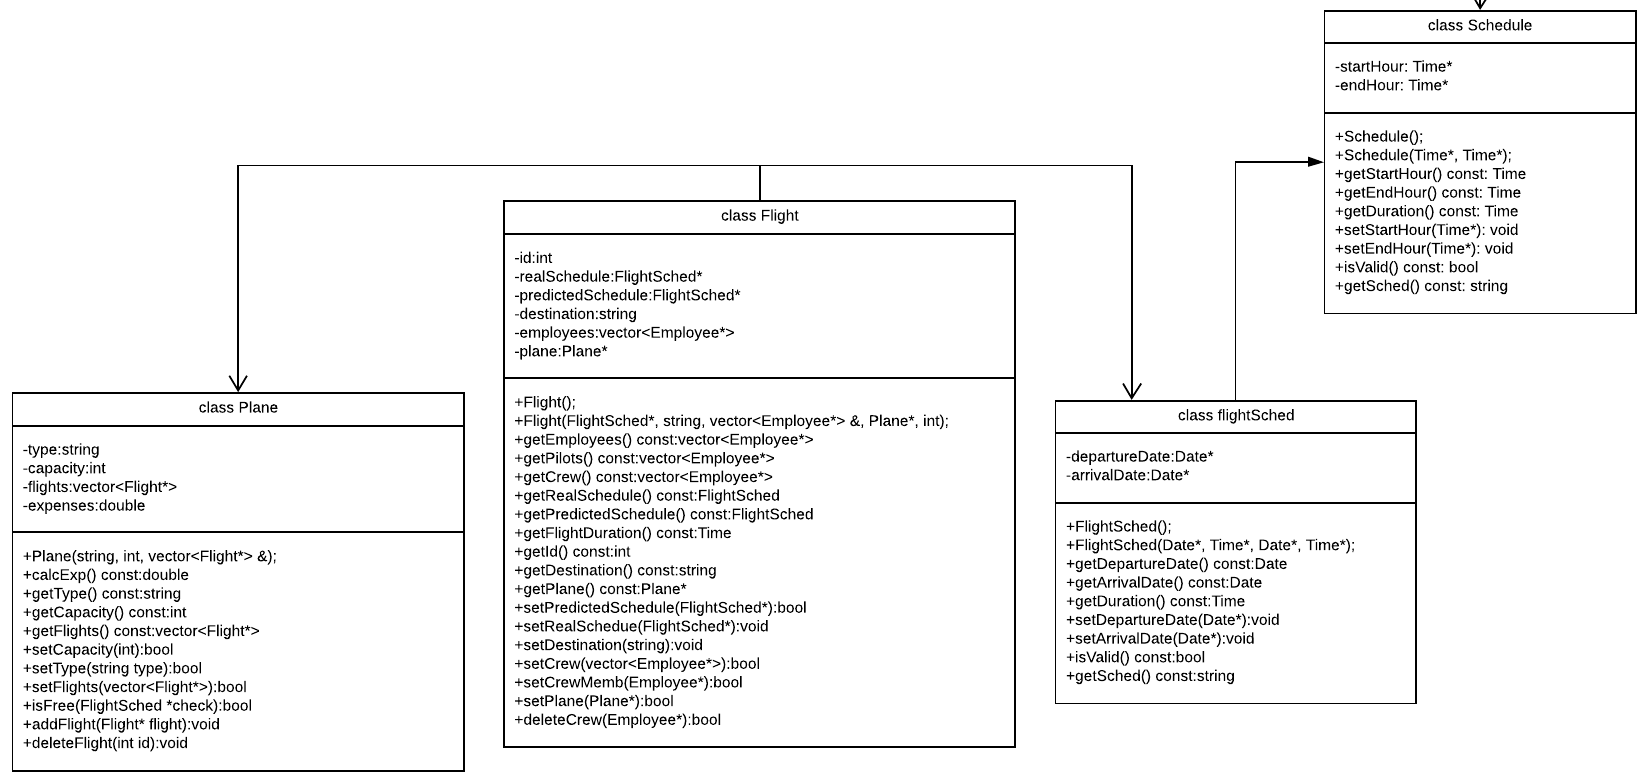 class Schedule
-startHour: Time*
-endHour: Time*
+Schedule();
+Schedule(Time*, Time*);
+getStartHour() const: Time
+getEndHour() const: Time
+getDuration() const: Time
+setStartHour(Time*): void
+setEndHour(Time*): void
+isValid() const: bool
+getSched() const: string
class Flight
-id:int
-realSchedule:FlightSched*
-predictedSchedule:FlightSched*
-destination:string
-employees:vector<Employee*>
-plane:Plane*
+Flight();
+Flight(FlightSched*, string, vector<Employee*> &, Plane*, int);
+getEmployees() const:vector<Employee*>
+getPilots() const:vector<Employee*>
+getCrew() const:vector<Employee*>
+getRealSchedule() const:FlightSched
+getPredictedSchedule() const:FlightSched
+getFlightDuration() const:Time
+getId() const:int
+getDestination() const:string
+getPlane() const:Plane*
+setPredictedSchedule(FlightSched*):bool
+setRealSchedue(FlightSched*):void
+setDestination(string):void
+setCrew(vector<Employee*>):bool
+setCrewMemb(Employee*):bool
+setPlane(Plane*):bool
+deleteCrew(Employee*):bool
class Plane
-type:string
-capacity:int
-flights:vector<Flight*>
-expenses:double
+Plane(string, int, vector<Flight*> &);
+calcExp() const:double
+getType() const:string
+getCapacity() const:int
+getFlights() const:vector<Flight*>
+setCapacity(int):bool
+setType(string type):bool
+setFlights(vector<Flight*>):bool
+isFree(FlightSched *check):bool
+addFlight(Flight* flight):void
+deleteFlight(int id):void
class flightSched
-departureDate:Date*
-arrivalDate:Date*
+FlightSched();
+FlightSched(Date*, Time*, Date*, Time*);
+getDepartureDate() const:Date
+getArrivalDate() const:Date
+getDuration() const:Time
+setDepartureDate(Date*):void
+setArrivalDate(Date*):void
+isValid() const:bool
+getSched() const:string